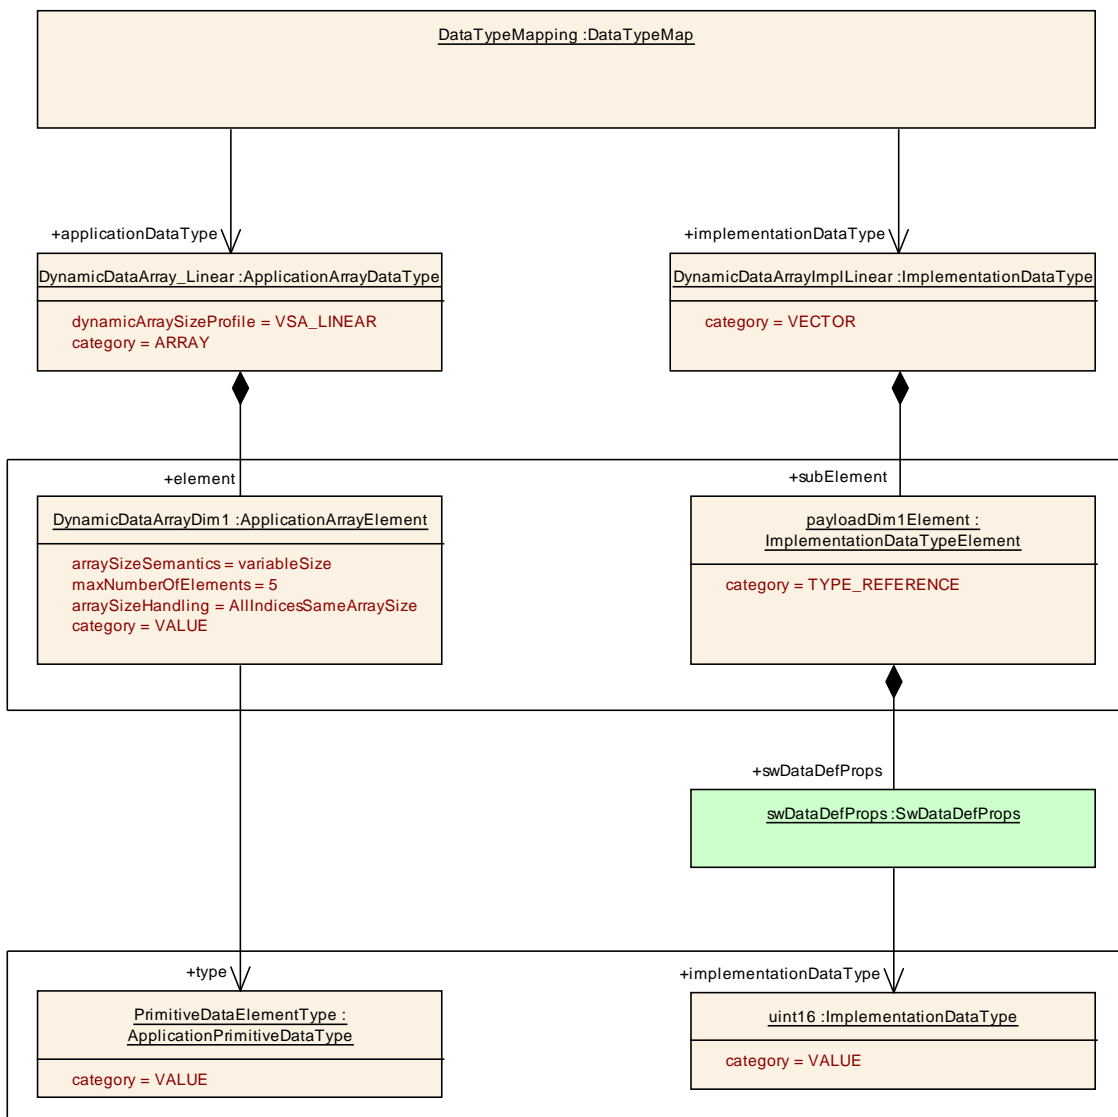 DataTypeMapping :DataTypeMap
+applicationDataType
+implementationDataType
DynamicDataArray_Linear :ApplicationArrayDataType
dynamicArraySizeProfile = VSA_LINEAR
category = ARRAY
DynamicDataArrayImplLinear :ImplementationDataType
category = VECTOR
+element
+subElement
DynamicDataArrayDim1 :ApplicationArrayElement
arraySizeSemantics = variableSize
maxNumberOfElements = 5
arraySizeHandling = AllIndicesSameArraySize
category = VALUE
payloadDim1Element :
ImplementationDataTypeElement
category = TYPE_REFERENCE
+swDataDefProps
swDataDefProps :SwDataDefProps
+type
+implementationDataType
PrimitiveDataElementType :
ApplicationPrimitiveDataType
category = VALUE
uint16 :ImplementationDataType
category = VALUE